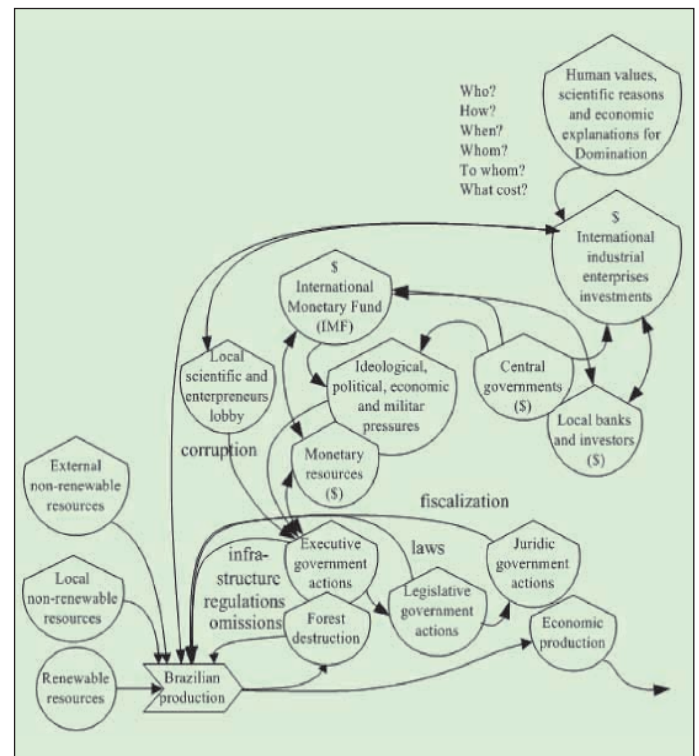 Human values,
scientific reasons
and economic
explanations for
Domination
Who?
How?
When?
Whom?
To whom?
What cost?
$
International
industrial
enterprises
investments
$
International
Monetary Fund
(IMF)
Local
scientific and
enterpreneurs
lobby
Ideological,
political, economic
and militar
pressures
Central
governments
($)
Local banks
and investors
($)
corruption
Monetary
resources
($)
External
non-renewable
resources
fiscalization
infra-
structure
regulations
omissions
Executive
government
actions
laws
Juridic
government
actions
Local
non-renewable
resources
Legislative
government
actions
Forest
destruction
Economic
production
Renewable
resources
Brazilian
production